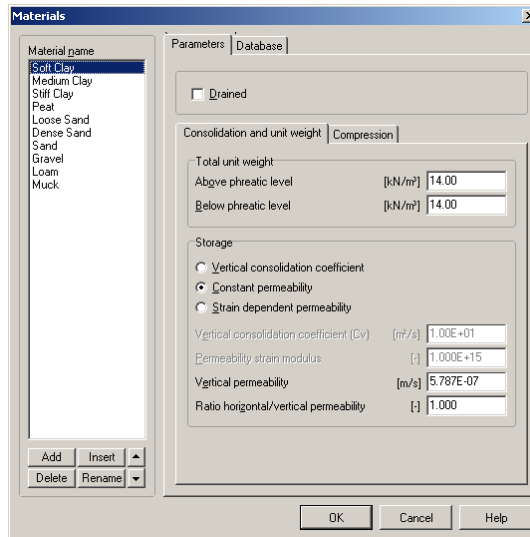 Materials
Material name
Soft Clay
Medium Clay
Stiff Clay
Peat
Loose Sand
Dense Sand
Sand
Gravel
Loam
Muck
Add Insert
Delete Rename
Parameters Database
Drained
Consolidation and unit weight Compression
Total unit weight
Above phreatic level [kN/m³] 14.00
Below phreatic level [kN/m³] 14.00
Storage
Vertical consolidation coefficient
Constant permeability
Strain dependent permeability
Vertical consolidation coefficient (Cv) [m²/s] 1.00E+01
Permeability strain modulus [-] 1.000E+15
Vertical permeability [m/s] 5.787E-07
Ratio horizontal/vertical permeability [-] 1.000
OK Cancel Help